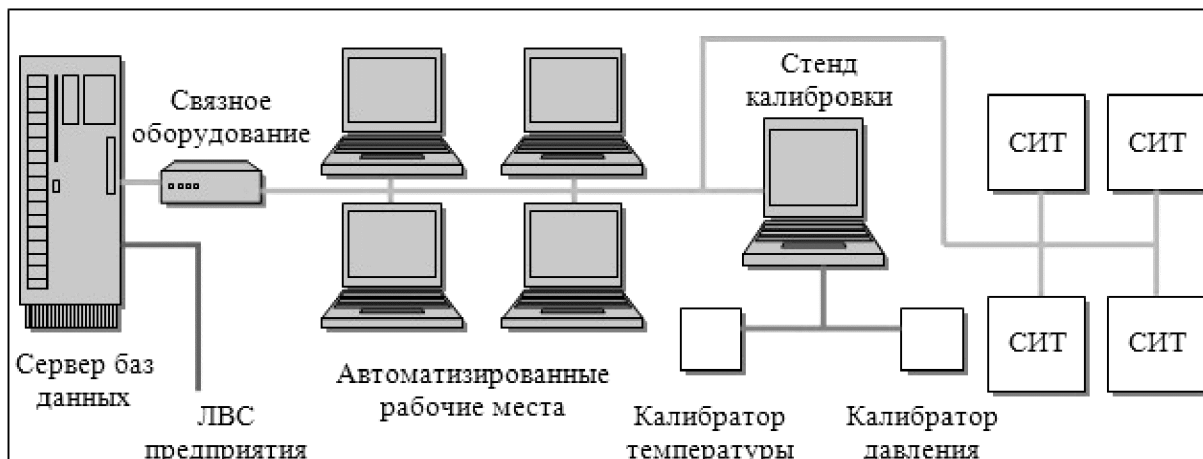 Связное
оборудование
Стенд
калибровки
СИТ
СИТ
СИТ
СИТ
Сервер баз
данных
ЛВС
предприятия
Автоматизированные
рабочие места
Калибратор
температуры
Калибратор
давления